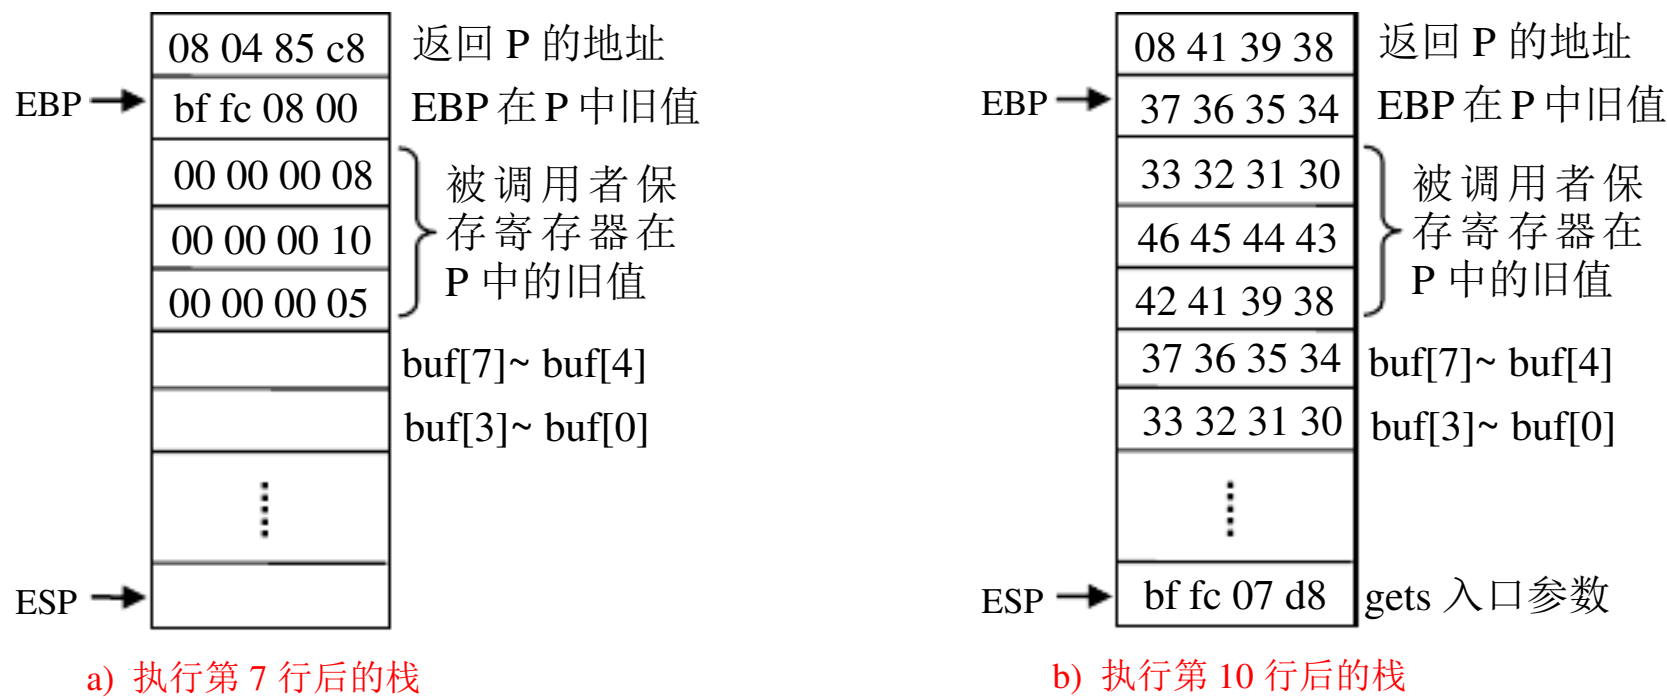 08 04 85 c8 返回 P 的地址
EBP bf fc 08 00 EBP 在 P 中旧值
00 00 00 08
00 00 00 10
00 00 00 05
被调用者保
存寄存器在
P 中的旧值
buf[7]~ buf[4]
buf[3]~ buf[0]
ESP
a) 执行第 7 行后的栈
08 41 39 38 返回 P 的地址
EBP 37 36 35 34 EBP 在 P 中旧值
33 32 31 30
46 45 44 43
42 41 39 38
被调用者保
存寄存器在
P 中的旧值
37 36 35 34 buf[7]~ buf[4]
33 32 31 30 buf[3]~ buf[0]
ESP bf fc 07 d8 gets 入口参数
b) 执行第 10 行后的栈